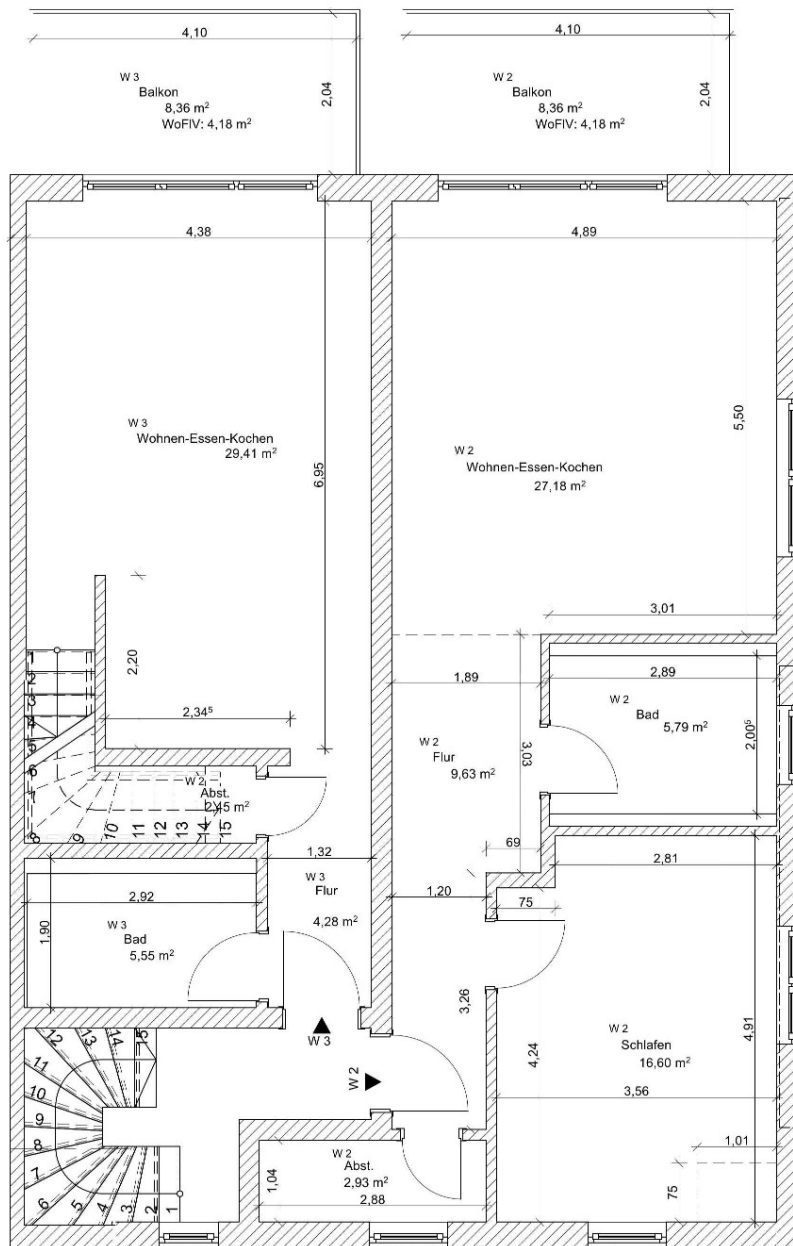 4,10
4,10
W 3
Balkon
8,36 m²
WoFlV: 4,18 m²
2,04
W 2
Balkon
8,36 m²
WoFlV: 4,18 m²
2,04
4,38
4,89
W 3
Wohnen-Essen-Kochen
29,41 m²
6,95
W 2
Wohnen-Essen-Kochen
27,18 m²
5,50
3,01
2,20
2,34⁵
1,89
2,89
W 2
Bad
5,79 m²
2,00⁵
W 2
Flur
9,63 m²
3,03
1
2
3
4
5
6
7
8
9
10
11
12
13
14
15
W 2
Abst.
2,45 m²
69
2,81
1,32
W 3
Flur
4,28 m²
1,20
75
2,92
1,90
W 3
Bad
5,55 m²
3,26
4,24
4,91
W 2
Schlafen
16,60 m²
3,56
W 3
W 2
15
14
13
12
11
10
9
8
7
6
5
4
3
2
1
W 2
Abst.
2,93 m²
1,04
2,88
1,01
75